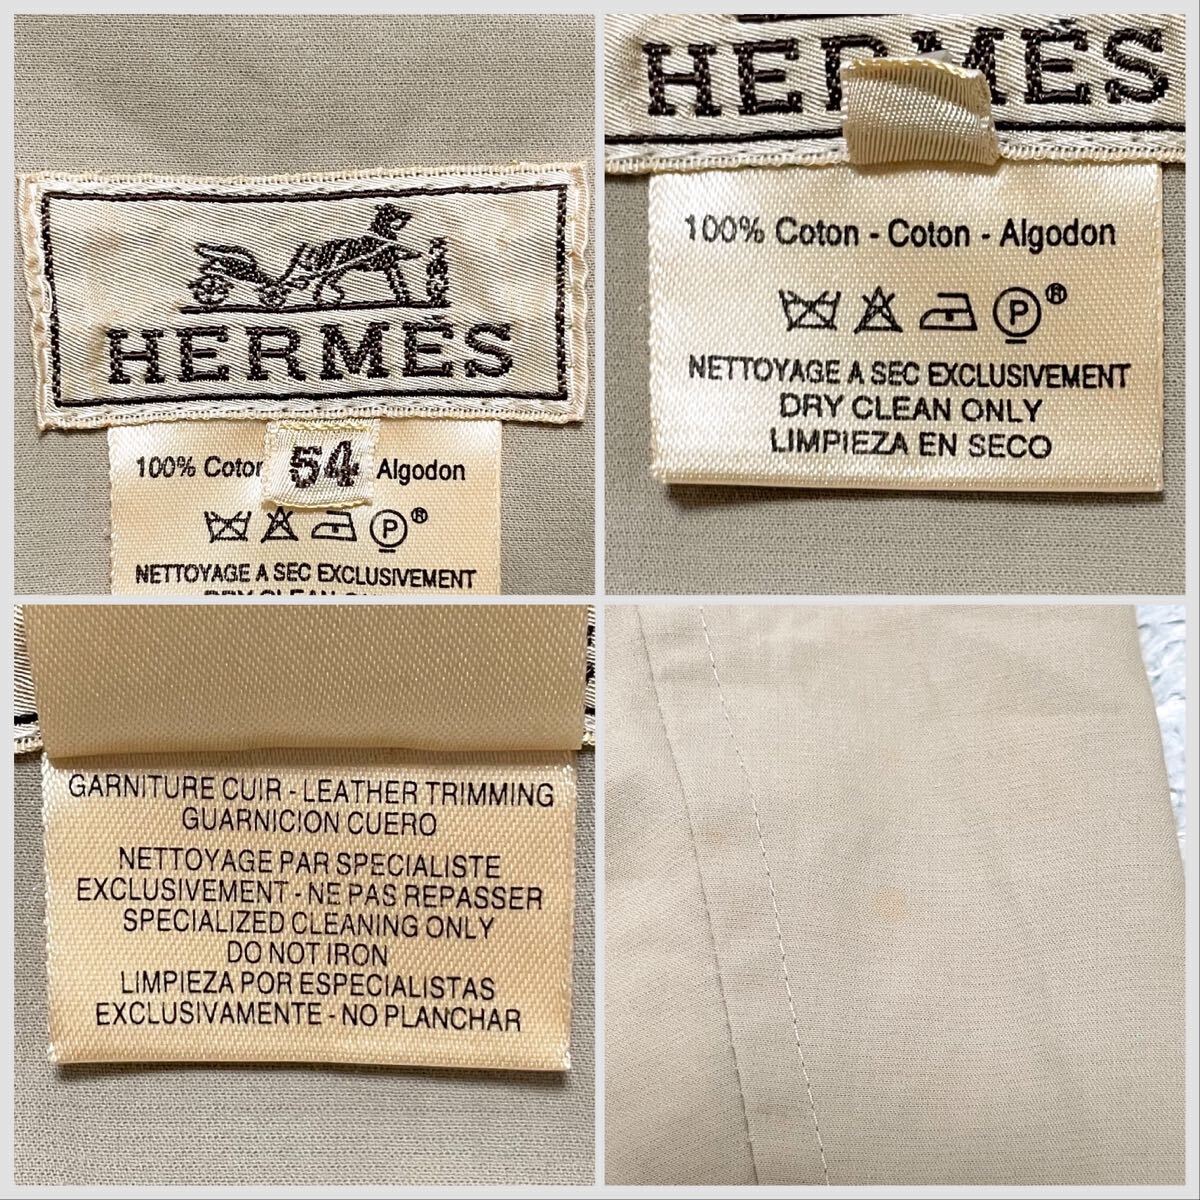 HERMÈS
100% Coton 54 Algodon
P®
NETTOYAGE A SEC EXCLUSIVEMENT
DRY CLEAN
HERMÈS
100% Coton - Coton - Algodon
P®
NETTOYAGE A SEC EXCLUSIVEMENT
DRY CLEAN ONLY
LIMPIEZA EN SECO
GARNITURE CUIR - LEATHER TRIMMING
GUARNICION CUERO
NETTOYAGE PAR SPECIALISTE
EXCLUSIVEMENT - NE PAS REPASSER
SPECIALIZED CLEANING ONLY
DO NOT IRON
LIMPIEZA POR ESPECIALISTAS
EXCLUSIVAMENTE - NO PLANCHAR